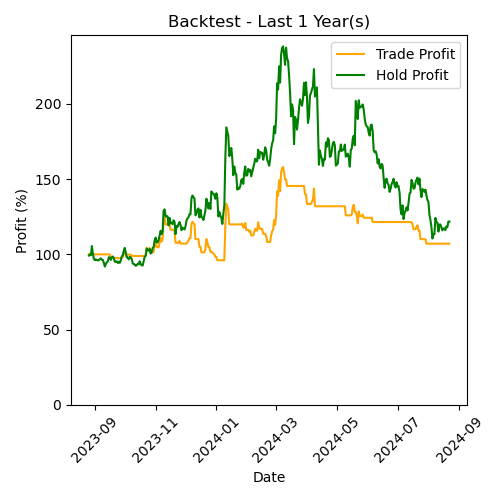 Backtest - Last 1 Year(s)
Trade Profit
Hold Profit
Profit (%)
200
150
100
50
0
2023-09
2023-11
2024-01
2024-03
2024-05
2024-07
2024-09
Date